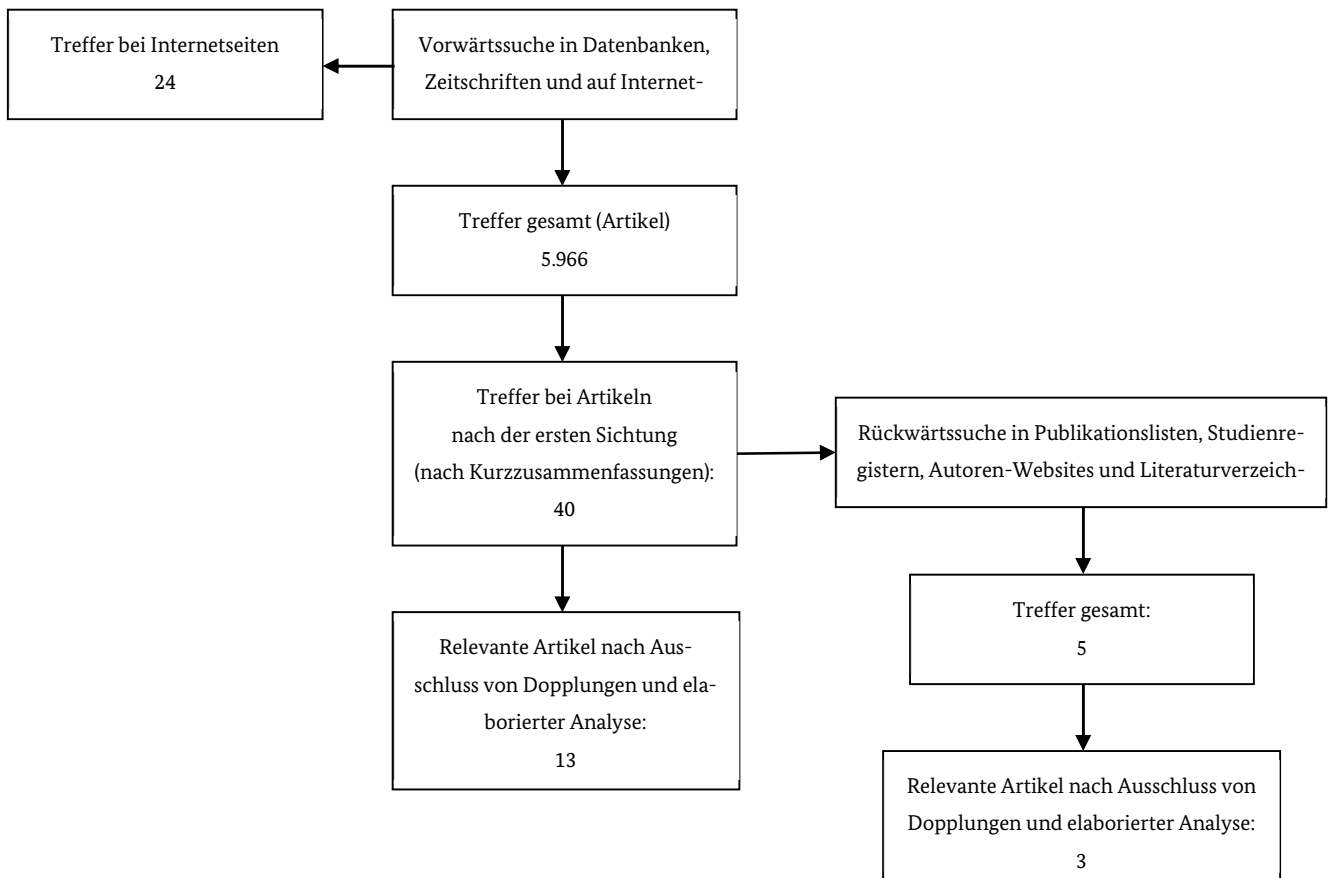 Treffer bei Internetseiten
24
Vorwärtssuche in Datenbanken,
Zeitschriften und auf Internet-
Treffer gesamt (Artikel)
5.966
Treffer bei Artikeln
nach der ersten Sichtung
(nach Kurzzusammenfassungen):
40
Rückwärtssuche in Publikationslisten, Studienre-
gistern, Autoren-Websites und Literaturverzeich-
Relevante Artikel nach Aus-
schluss von Dopplungen und ela-
borierter Analyse:
13
Treffer gesamt:
5
Relevante Artikel nach Ausschluss von
Dopplungen und elaborierter Analyse:
3